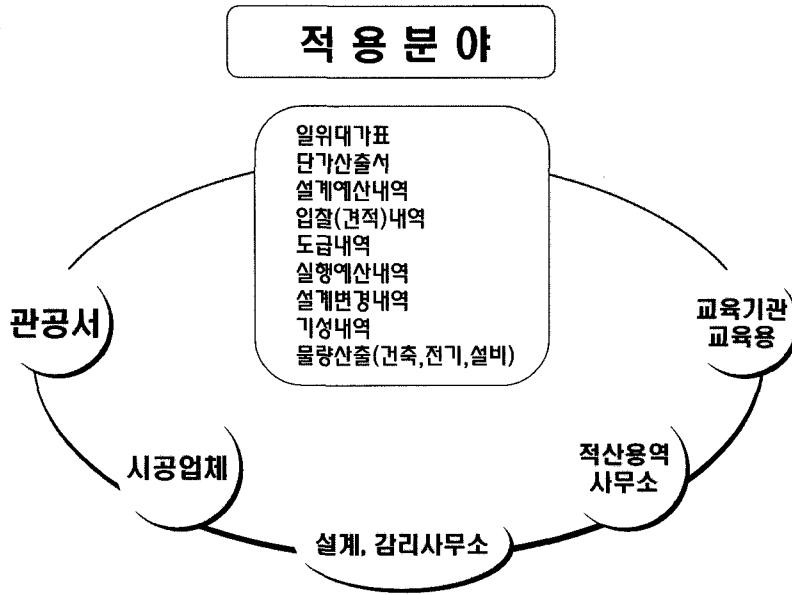 적용분야
일위대가표
단가산출서
설계예산내역
입찰(견적)내역
도급내역
실행예산내역
설계변경내역
기성내역
물량산출(건축,전기,설비)
관공서
교육기관
교육용
시공업체
적산용역
사무소
설계, 감리사무소